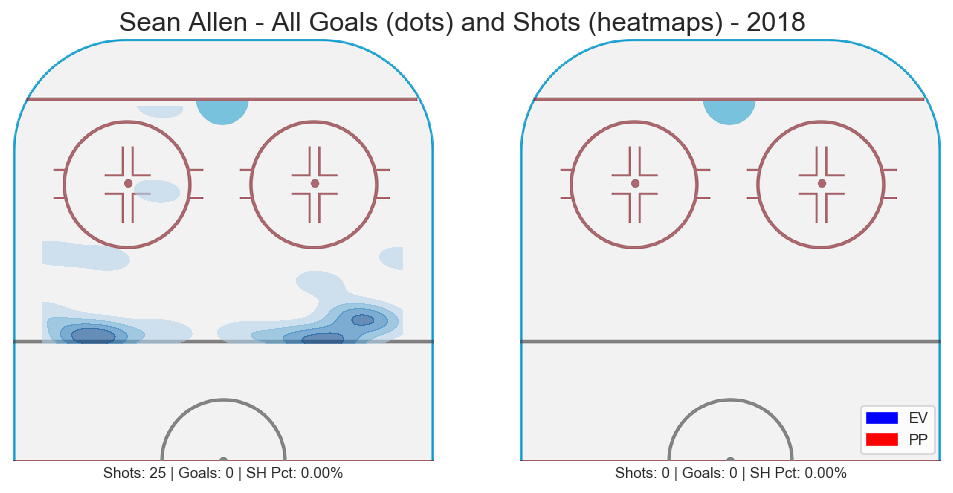 Sean Allen - All Goals (dots) and Shots (heatmaps) - 2018
EV
PP
Shots: 25 | Goals: 0 | SH Pct: 0.00%
Shots: 0 | Goals: 0 | SH Pct: 0.00%